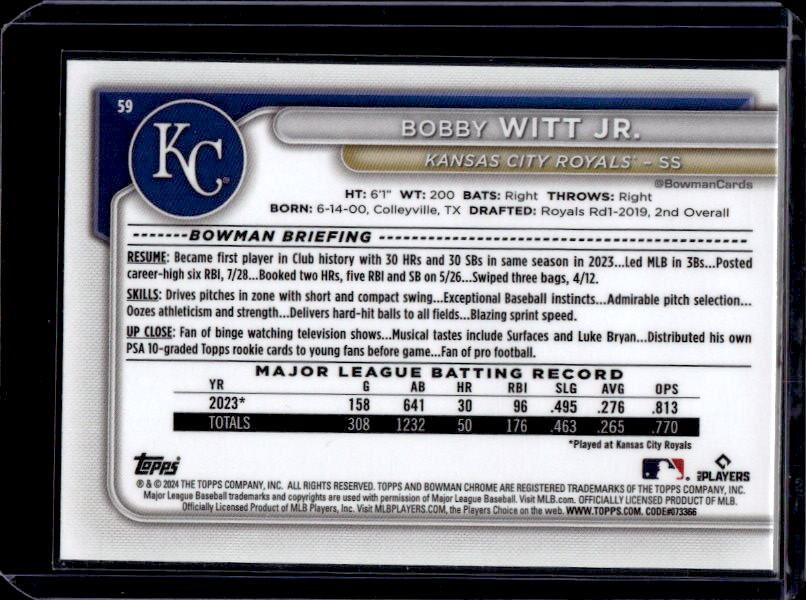 59
KC
BOBBY WITT JR.
KANSAS CITY ROYALS® – SS
@BowmanCards
HT: 6'1" WT: 200 BATS: Right THROWS: Right
BORN: 6-14-00, Colleyville, TX DRAFTED: Royals Rd1-2019, 2nd Overall
BOWMAN BRIEFING
RESUME: Became first player in Club history with 30 HRs and 30 SBs in same season in 2023...Led MLB in 3Bs...Posted
career-high six RBI, 7/28...Booked two HRs, five RBI and SB on 5/26...Swiped three bags, 4/12.
SKILLS: Drives pitches in zone with short and compact swing...Exceptional Baseball instincts...Admirable pitch selection...
Oozes athleticism and strength...Delivers hard-hit balls to all fields...Blazing sprint speed.
UP CLOSE: Fan of binge watching television shows...Musical tastes include Surfaces and Luke Bryan...Distributed his own
PSA 10-graded Topps rookie cards to young fans before game...Fan of pro football.
MAJOR LEAGUE BATTING RECORD
YR G AB HR RBI SLG AVG OPS
2023* 158 641 30 96 .495 .276 .813
TOTALS 308 1232 50 176 .463 .265 .770
*Played at Kansas City Royals
Topps
PLAYERS
® & © 2024 THE TOPPS COMPANY, INC. ALL RIGHTS RESERVED. TOPPS AND BOWMAN CHROME ARE REGISTERED TRADEMARKS OF THE TOPPS COMPANY, INC.
Major League Baseball trademarks and copyrights are used with permission of Major League Baseball. Visit MLB.com. OFFICIALLY LICENSED PRODUCT OF MLB.
Officially Licensed Product of MLB Players, Inc. Visit MLBPLAYERS.COM, the Players Choice on the web. WWW.TOPPS.COM. CODE#073366